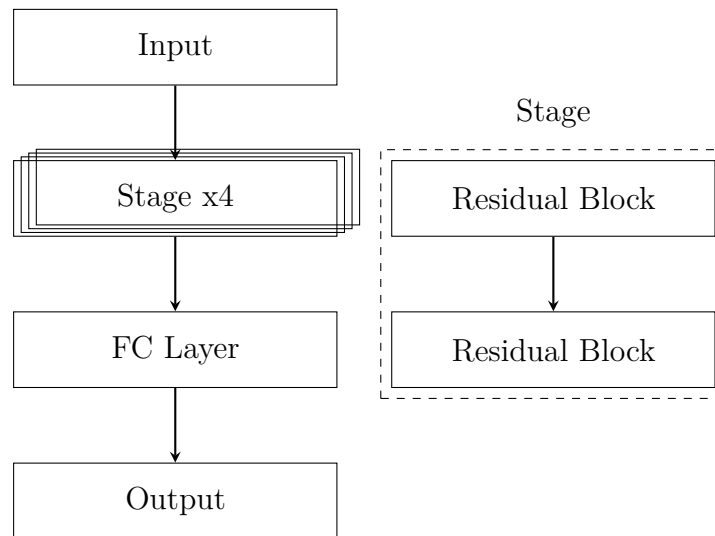 Input
Stage x4
FC Layer
Output
Stage
Residual Block
Residual Block